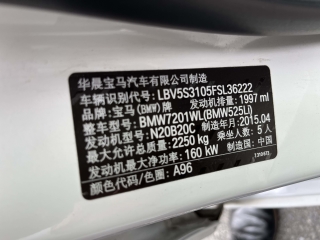 华晨宝马汽车有限公司制造
车辆识别代号: LBV5S3105FSL36222
品牌: 宝马(BMW)牌 发动机排量: 1997 ml
整车型号: BMW7201WL(BMW525Li)
发动机型号: N20B20C 制造年月: 2015.04
最大允许总质量: 2250 kg 乘坐人数: 5 人
发动机最大净功率: 160 kW 制造国: 中国
颜色代码/色圈: A96